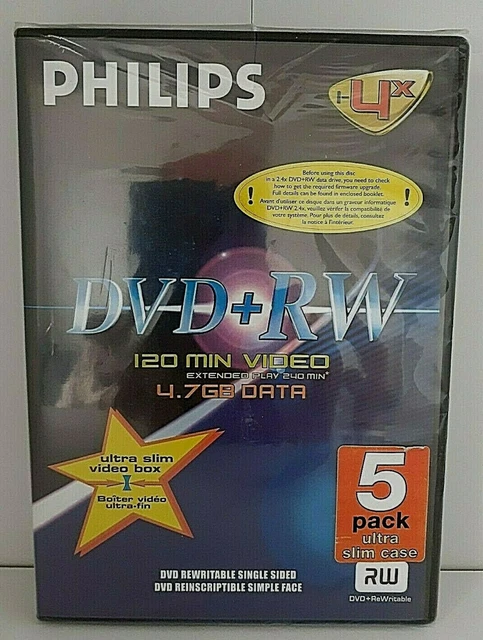 PHILIPS
1-4x
Before using this disc
in a 2.4x DVD+RW data drive, you need to check
how to get the required firmware upgrade.
Full details can be found in enclosed booklet.
Avant d'utiliser ce disque dans un graveur informatique
DVD+RW 2.4x, veuillez vérifier la compatibilité de
votre système. Pour plus de détails, consultez
la notice à l'intérieur.
! !
DVD+RW
120 MIN VIDEO
EXTENDED PLAY 240 MIN*
4.7GB DATA
ultra slim
video box
Boîtier vidéo
ultra-fin
5
pack
ultra
slim case
RW
DVD+ReWritable
DVD REWRITABLE SINGLE SIDED
DVD REINSCRIPTIBLE SIMPLE FACE